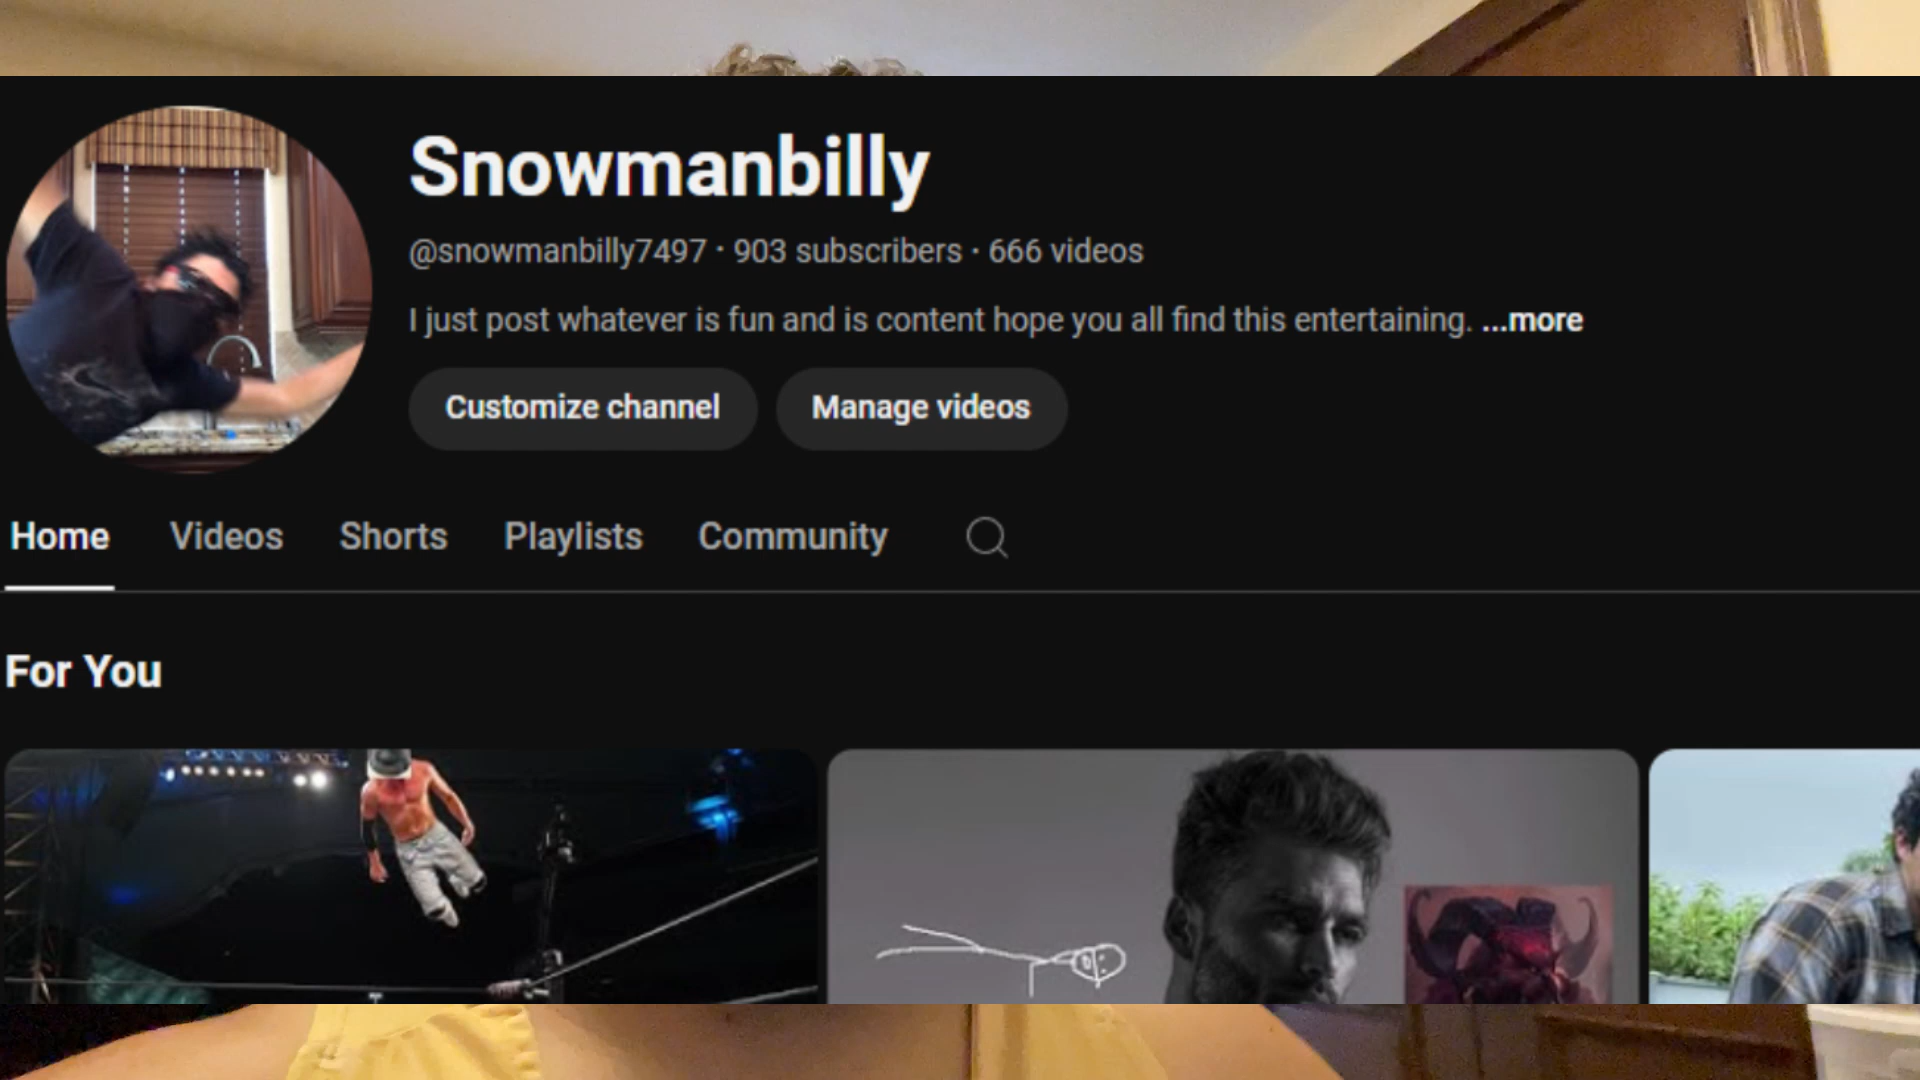 Snowmanbilly
@snowmanbilly7497 · 903 subscribers · 666 videos
I just post whatever is fun and is content hope you all find this entertaining. ...more
Customize channel Manage videos
Home Videos Shorts Playlists Community
For You